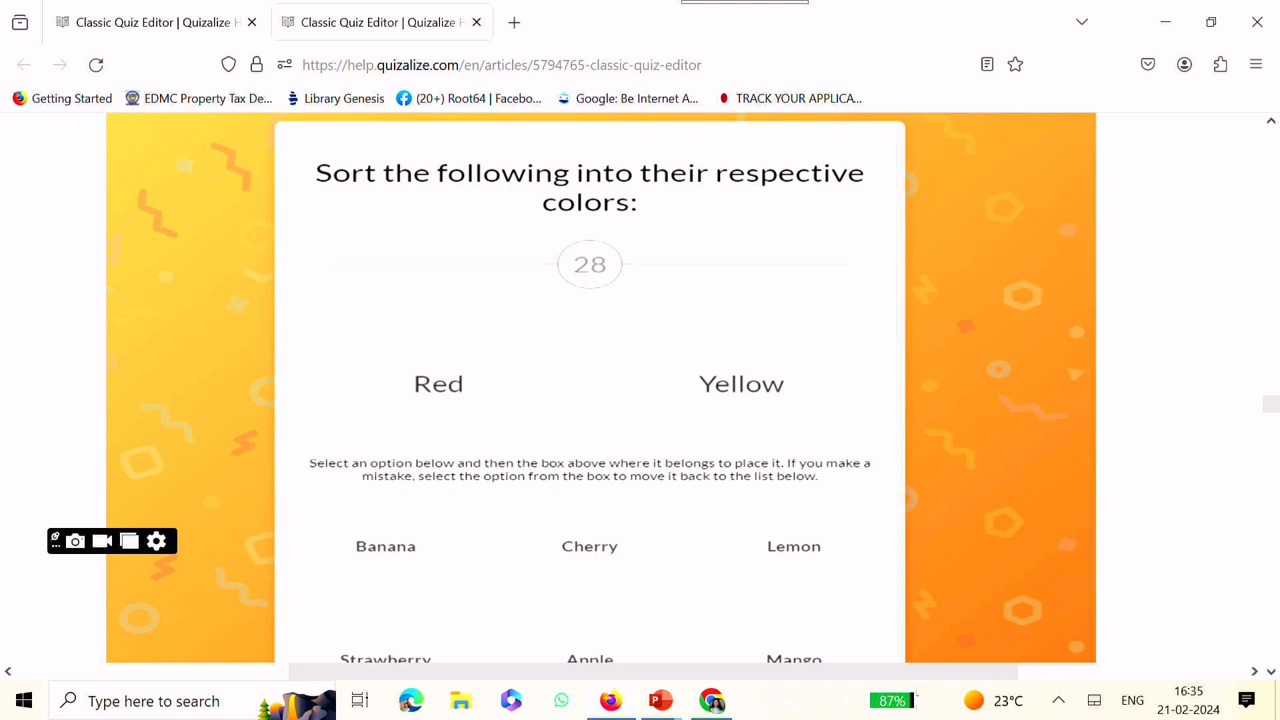 Classic Quiz Editor | Quizalize H
Classic Quiz Editor | Quizalize H
https://help.quizalize.com/en/articles/5794765-classic-quiz-editor
Getting Started
EDMC Property Tax De...
Library Genesis
(20+) Root64 | Facebo...
Google: Be Internet A...
TRACK YOUR APPLICA...
Sort the following into their respective
colors:
28
Red
Yellow
Select an option below and then the box above where it belongs to place it. If you make a
mistake, select the option from the box to move it back to the list below.
Banana
Cherry
Lemon
Strawberry
Apple
Mango
Type here to search
87%
23°C
ENG
16:35
21-02-2024